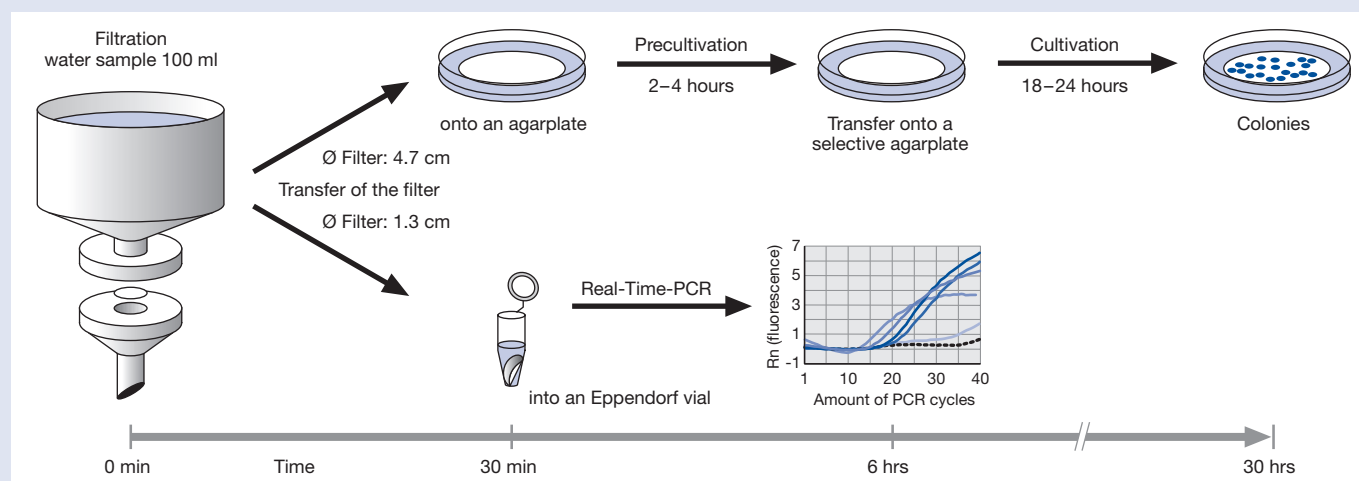 Filtration
water sample 100 ml
Ø Filter: 4.7 cm
Transfer of the filter
Ø Filter: 1.3 cm
onto an agarplate
Precultivation
2–4 hours
Transfer onto a
selective agarplate
Cultivation
18–24 hours
Colonies
into an Eppendorf vial
Real-Time-PCR
Rn (fluorescence)
7
5
3
1
-1
1 10 20 30 40
Amount of PCR cycles
0 min Time 30 min 6 hrs 30 hrs